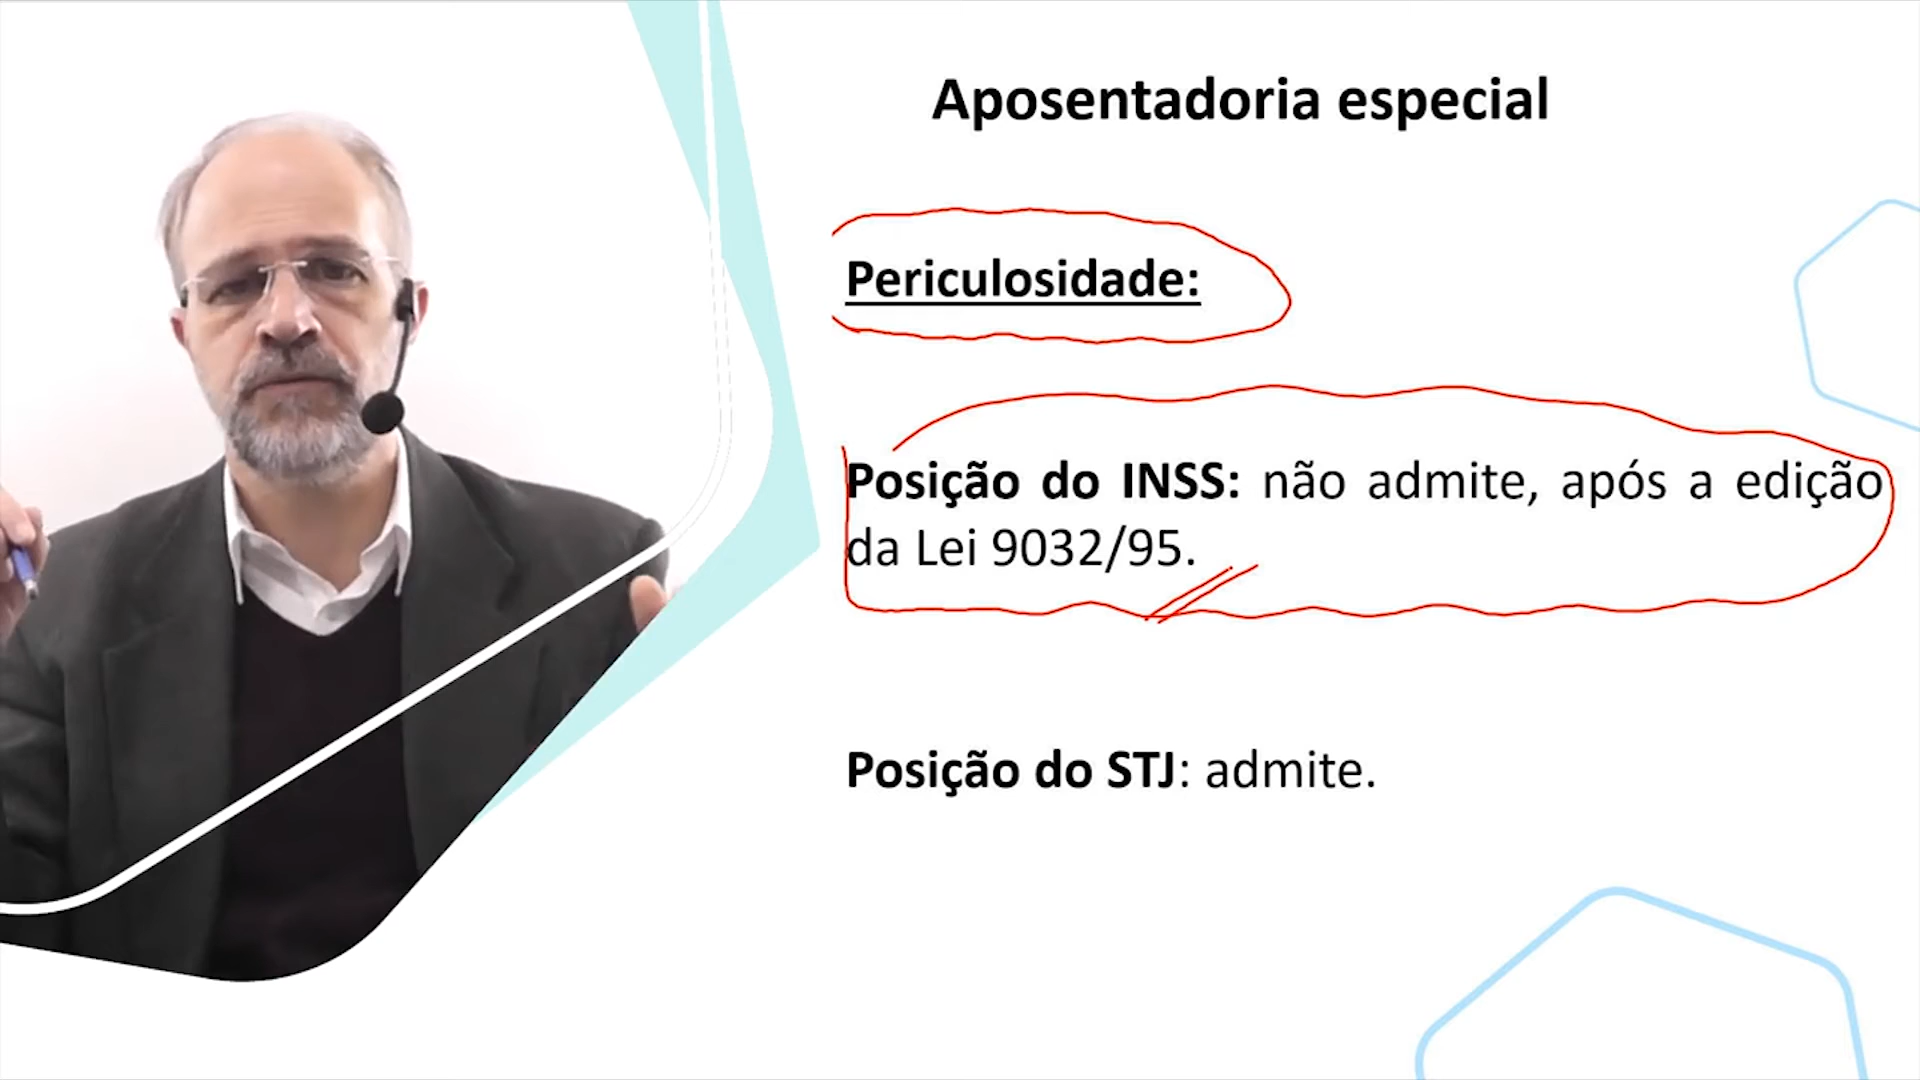 Aposentadoria especial
Periculosidade:
Posição do INSS: não admite, após a edição
da Lei 9032/95.
Posição do STJ: admite.